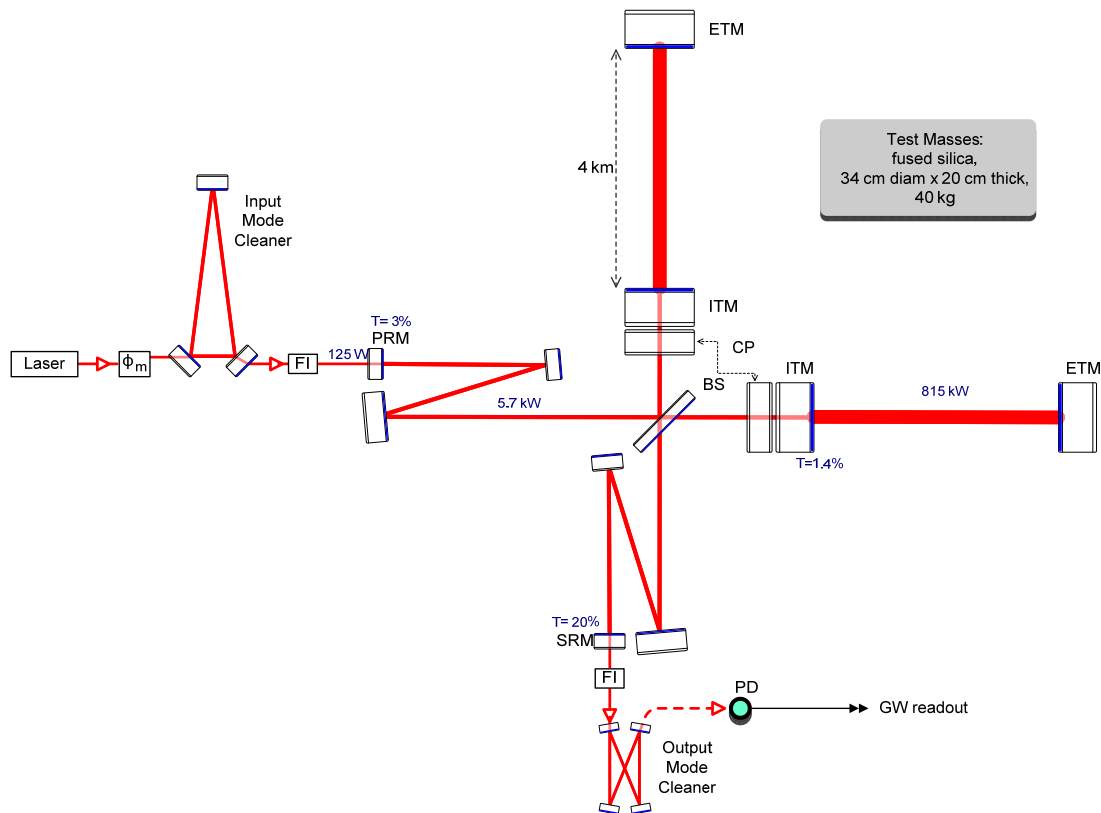 ETM
Test Masses:
fused silica,
34 cm diam x 20 cm thick,
40 kg
4 km
Input
Mode
Cleaner
ITM
T= 3%
PRM
CP
Laser
ϕm
FI
125 W
BS
ETM
ITM
5.7 kW
815 kW
T=1.4%
T= 20%
SRM
FI
PD
GW readout
Output
Mode
Cleaner